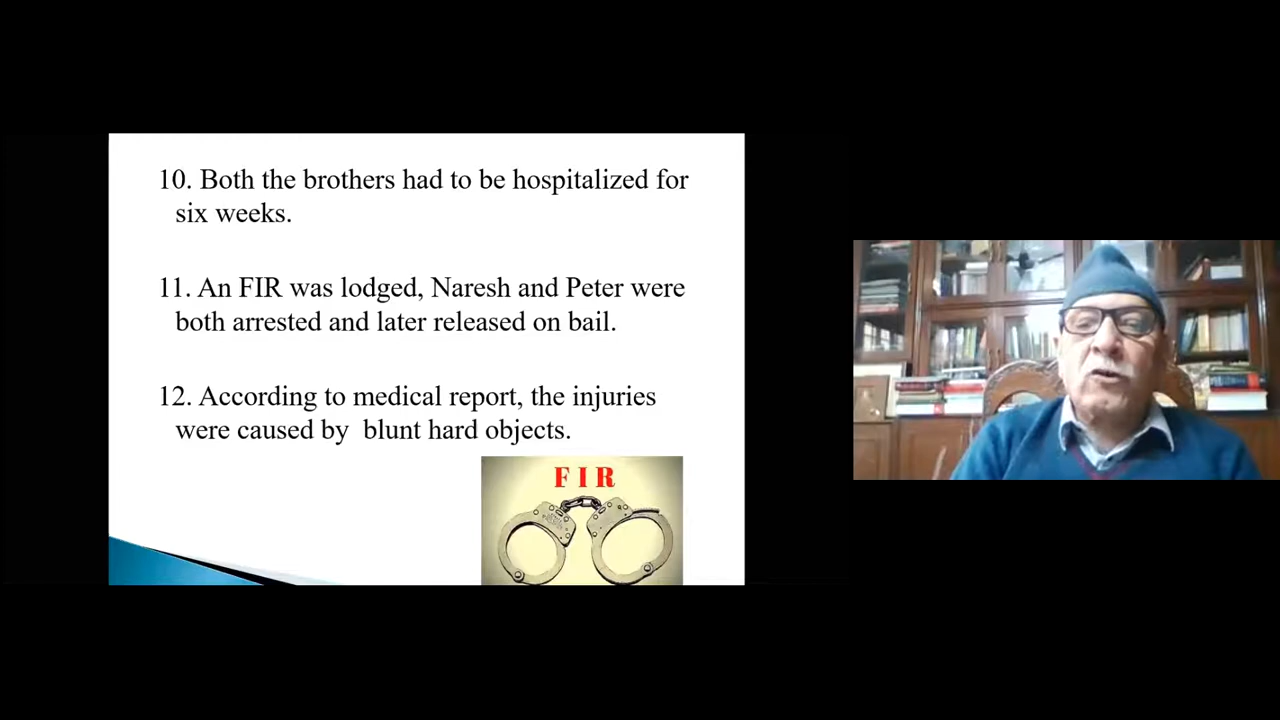 10. Both the brothers had to be hospitalized for
six weeks.
11. An FIR was lodged, Naresh and Peter were
both arrested and later released on bail.
12. According to medical report, the injuries
were caused by blunt hard objects.
F I R